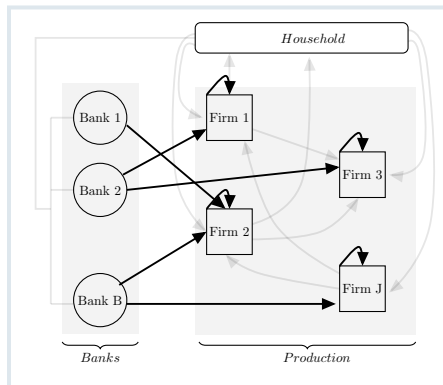 Household
Bank 1
Firm 1
Bank 2
Firm 3
Firm 2
Bank B
Firm J
Banks
Production